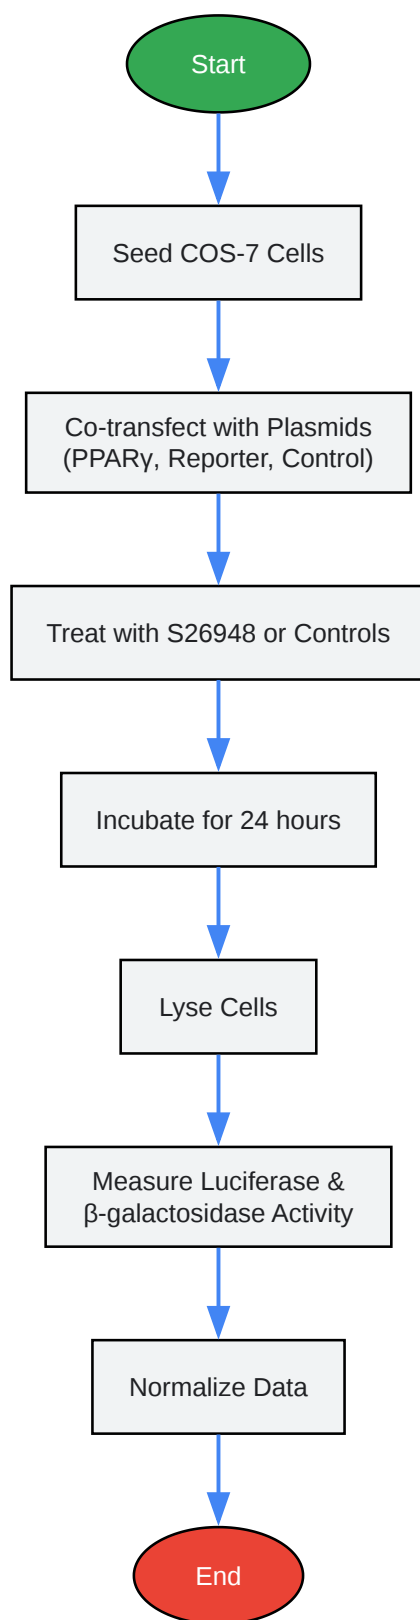 Start
Seed COS-7 Cells
Co-transfect with Plasmids
(PPARγ, Reporter, Control)
Treat with S26948 or Controls
Incubate for 24 hours
Lyse Cells
Measure Luciferase &
β-galactosidase Activity
Normalize Data
End